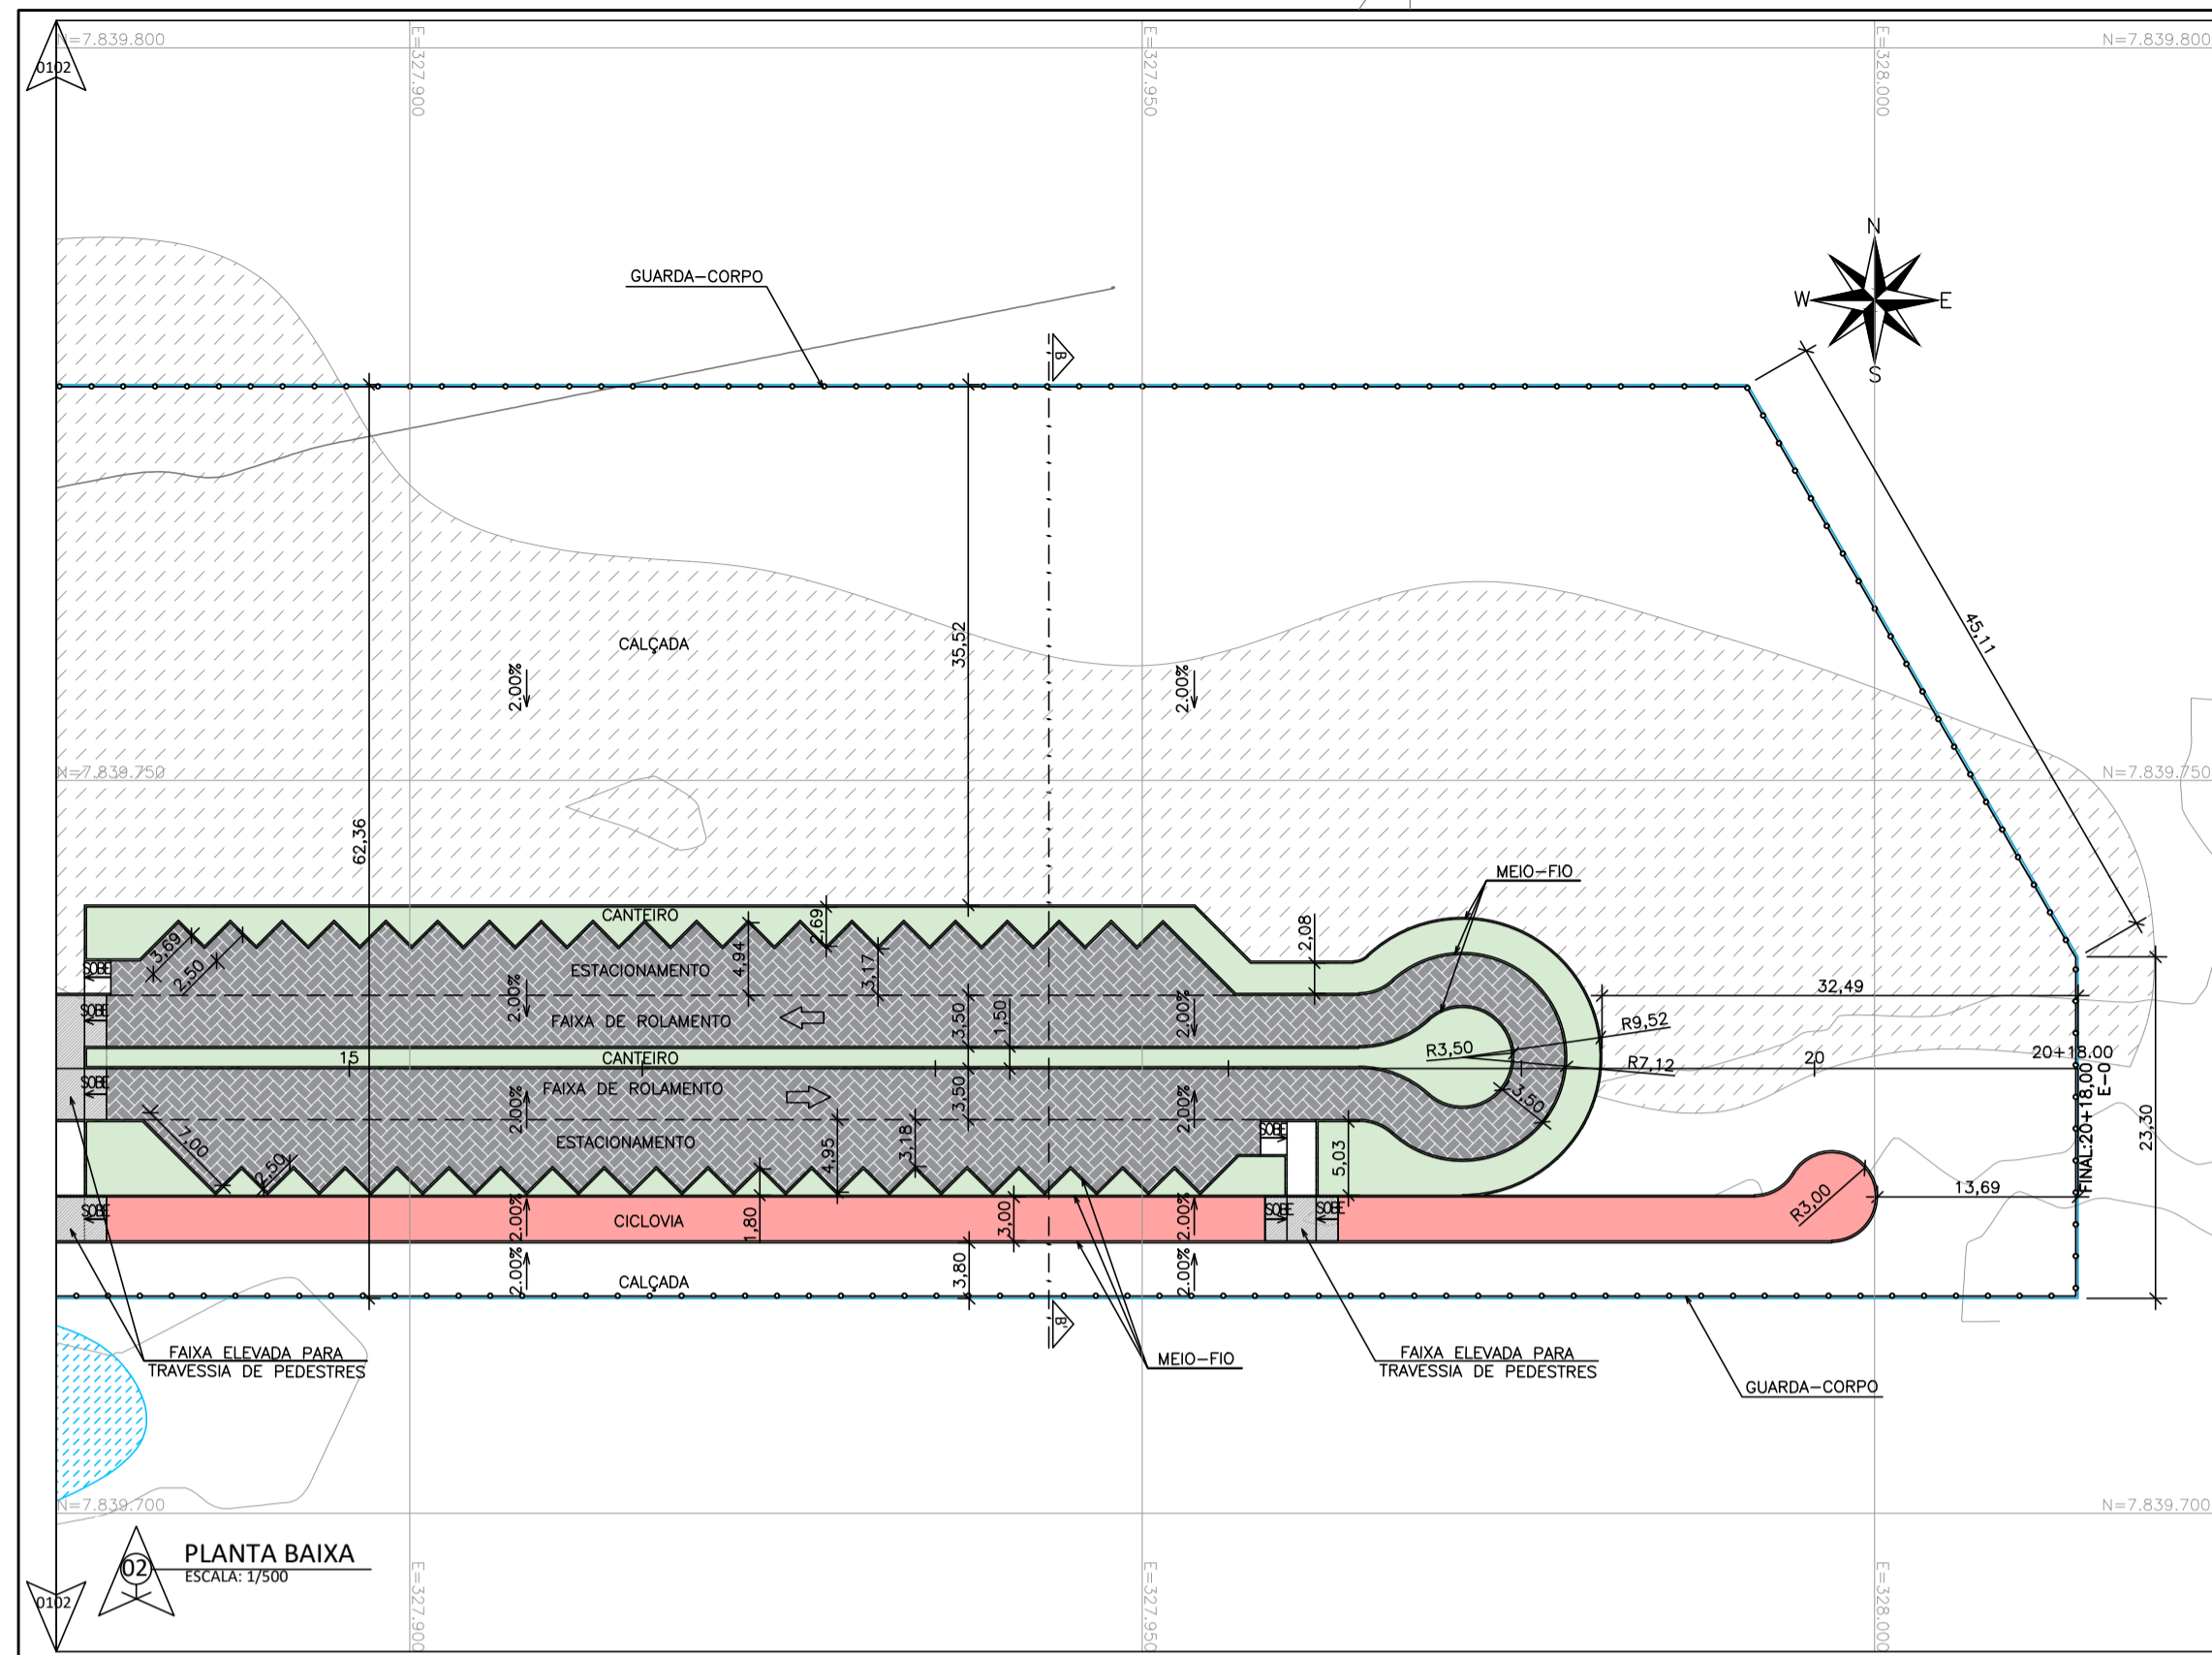 N=7.839.800
N=7.839.800
E=327.900
E=327.950
E=328.000
0102
N
W
E
S
GUARDA-CORPO
B
45,11
35,52
CALÇADA
2.00%
2.00%
N=7.839.750
N=7.839.750
62,36
MEIO-FIO
CANTEIRO
2,69
2,08
3,69
2,50
4,94
3,17
ESTACIONAMENTO
SOBE
32,49
2.00%
2.00%
SOBE
FAIXA DE ROLAMENTO
3,50
1,50
R9,52
R3,50
R7,12
15
CANTEIRO
20
20+18.00
FINAL:20+18,00
E-0
SOBE
FAIXA DE ROLAMENTO
3,50
3,50
2.00%
2.00%
7,00
2,50
ESTACIONAMENTO
4,95
3,18
SOBE
5,03
23,30
13,69
R3,00
SOBE
2.00%
CICLOVIA
1,80
3,00
2.00%
SOBE
SOBE
2.00%
CALÇADA
3,80
2.00%
B'
FAIXA ELEVADA PARA
TRAVESSIA DE PEDESTRES
MEIO-FIO
FAIXA ELEVADA PARA
TRAVESSIA DE PEDESTRES
GUARDA-CORPO
N=7.839.700
N=7.839.700
02
PLANTA BAIXA
ESCALA: 1/500
0102
E=327.900
E=327.950
E=328.000